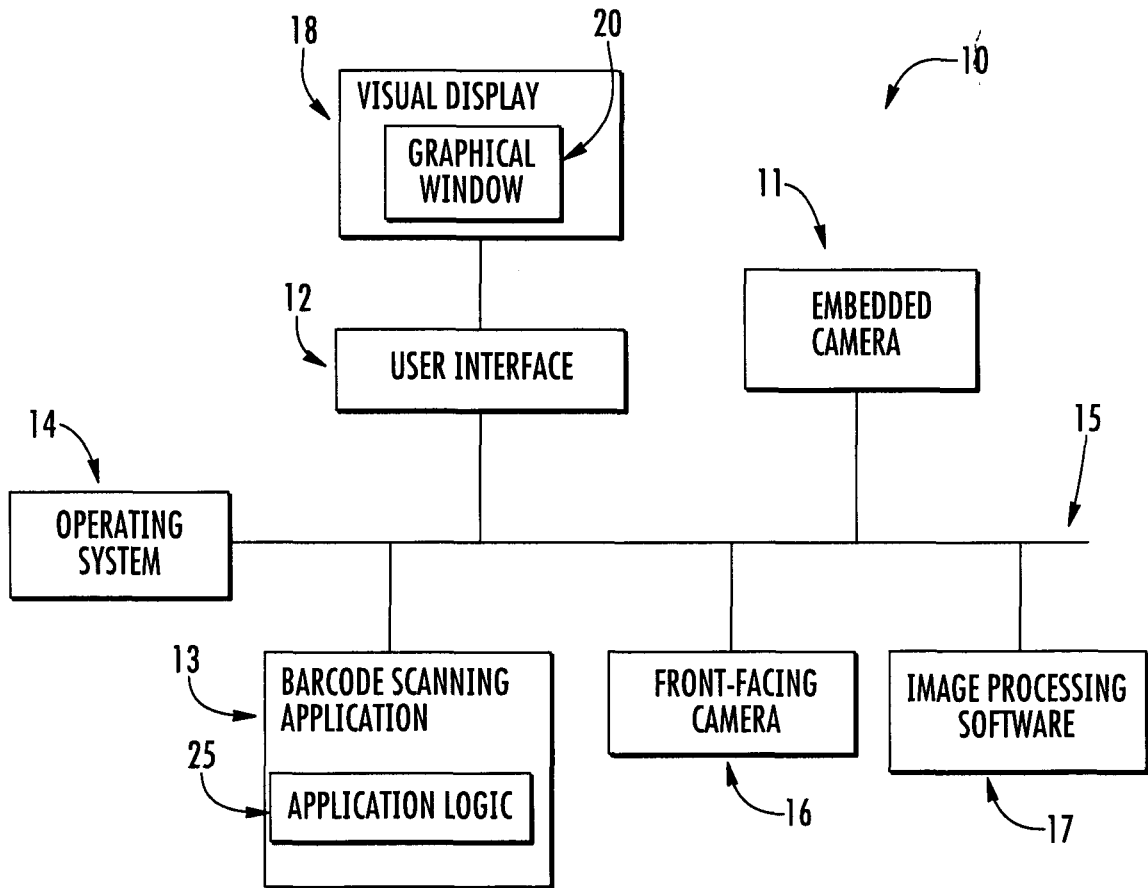 20
18
10
VISUAL DISPLAY
GRAPHICAL
WINDOW
11
12
EMBEDDED
CAMERA
USER INTERFACE
14
15
OPERATING
SYSTEM
13
BARCODE SCANNING
APPLICATION
FRONT-FACING
CAMERA
IMAGE PROCESSING
SOFTWARE
25
APPLICATION LOGIC
16
17